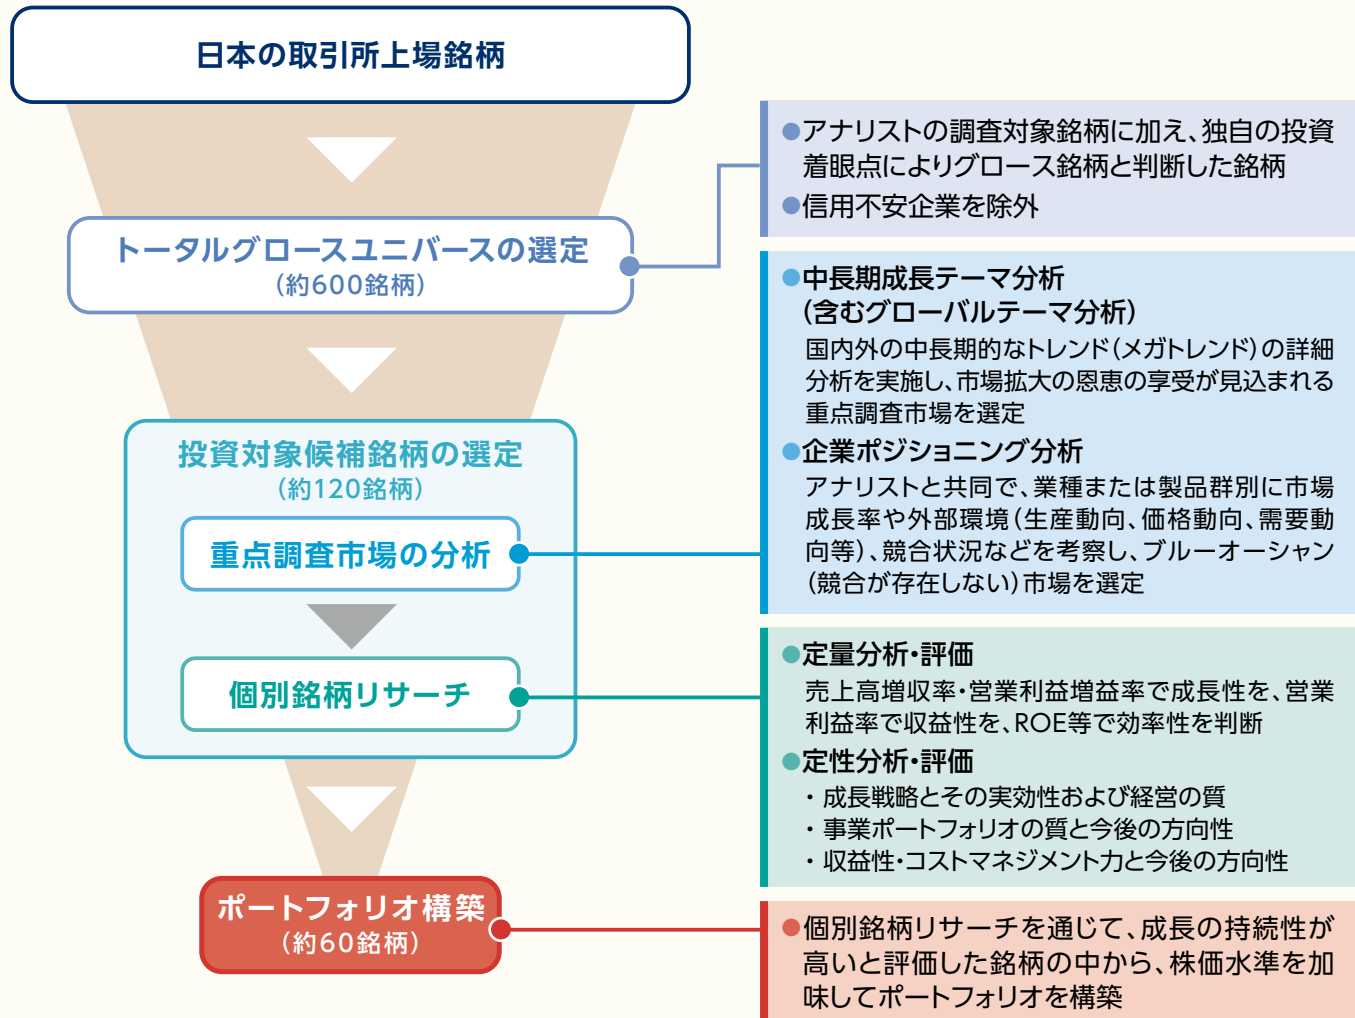 日本の取引所上場銘柄
トータルグロースユニバースの選定
(約600銘柄)
投資対象候補銘柄の選定
(約120銘柄)
重点調査市場の分析
個別銘柄リサーチ
ポートフォリオ構築
(約60銘柄)
●アナリストの調査対象銘柄に加え、独自の投資
着眼点によりグロース銘柄と判断した銘柄
●信用不安企業を除外
●中長期成長テーマ分析
(含むグローバルテーマ分析)
国内外の中長期的なトレンド(メガトレンド)の詳細
分析を実施し、市場拡大の恩恵の享受が見込まれる
重点調査市場を選定
●企業ポジショニング分析
アナリストと共同で、業種または製品群別に市場
成長率や外部環境(生産動向、価格動向、需要動
向等)、競合状況などを考察し、ブルーオーシャン
(競合が存在しない)市場を選定
●定量分析・評価
売上高増収率・営業利益増益率で成長性を、営業
利益率で収益性を、ROE等で効率性を判断
●定性分析・評価
・成長戦略とその実効性および経営の質
・事業ポートフォリオの質と今後の方向性
・収益性・コストマネジメント力と今後の方向性
●個別銘柄リサーチを通じて、成長の持続性が
高いと評価した銘柄の中から、株価水準を加
味してポートフォリオを構築